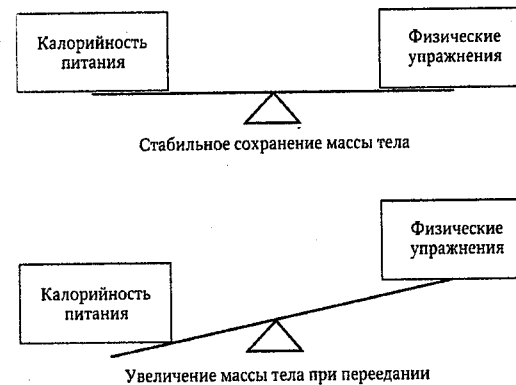 Калорийность
питания
Физические
упражнения
Стабильное сохранение массы тела
Физические
упражнения
Калорийность
питания
Увеличение массы тела при переедании